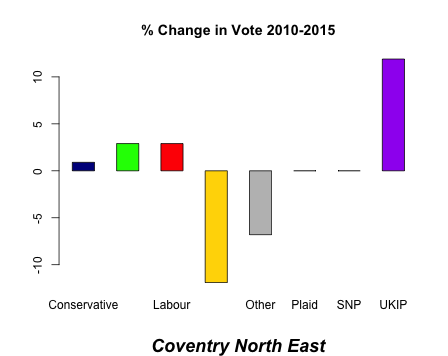 % Change in Vote 2010-2015
10
5
0
-5
-10
Conservative Labour Other Plaid SNP UKIP
Coventry North East